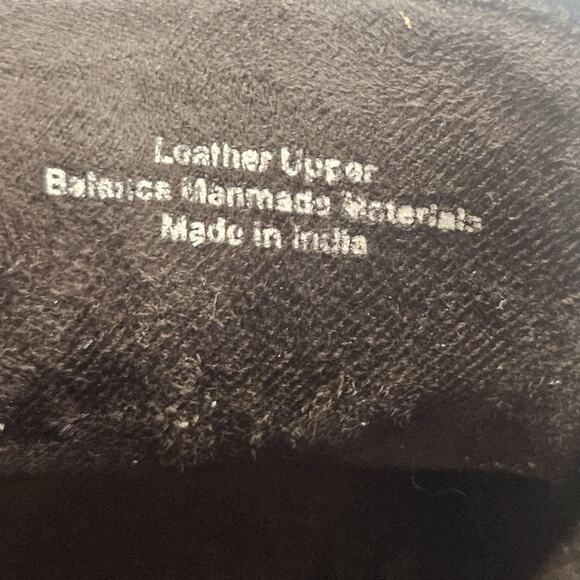 Leather Upper
Balance Manmade Materials
Made in India